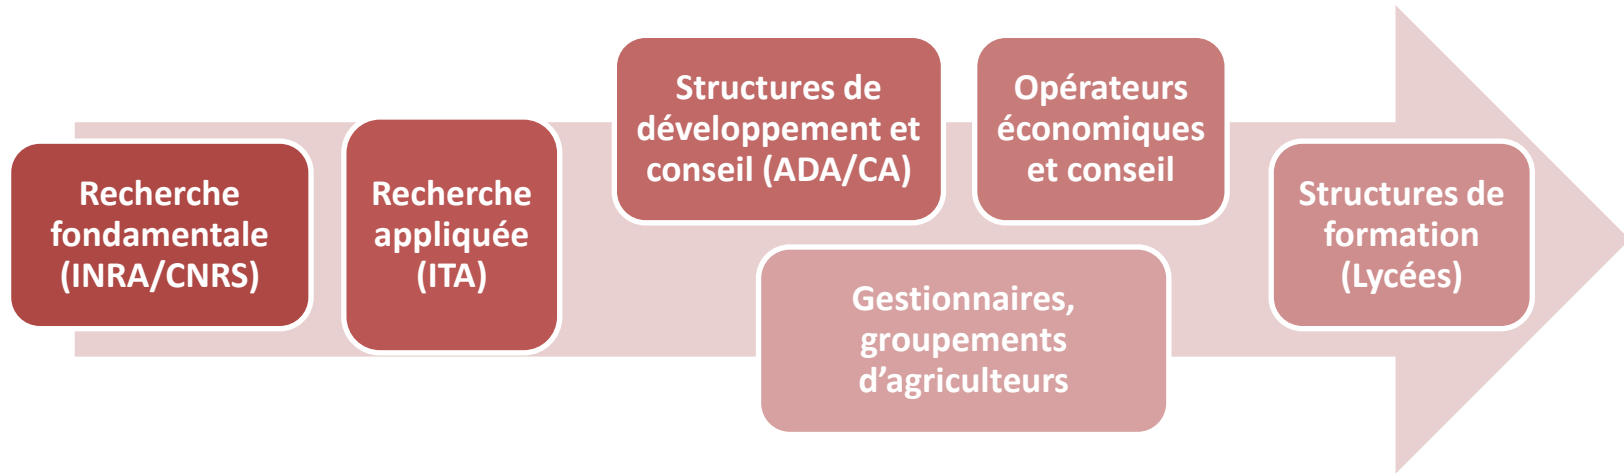 Recherche
fondamentale
(INRA/CNRS)
Recherche
appliquée
(ITA)
Structures de
développement et
conseil (ADA/CA)
Opérateurs
économiques
et conseil
Gestionnaires,
groupements
d’agriculteurs
Structures de
formation
(Lycées)